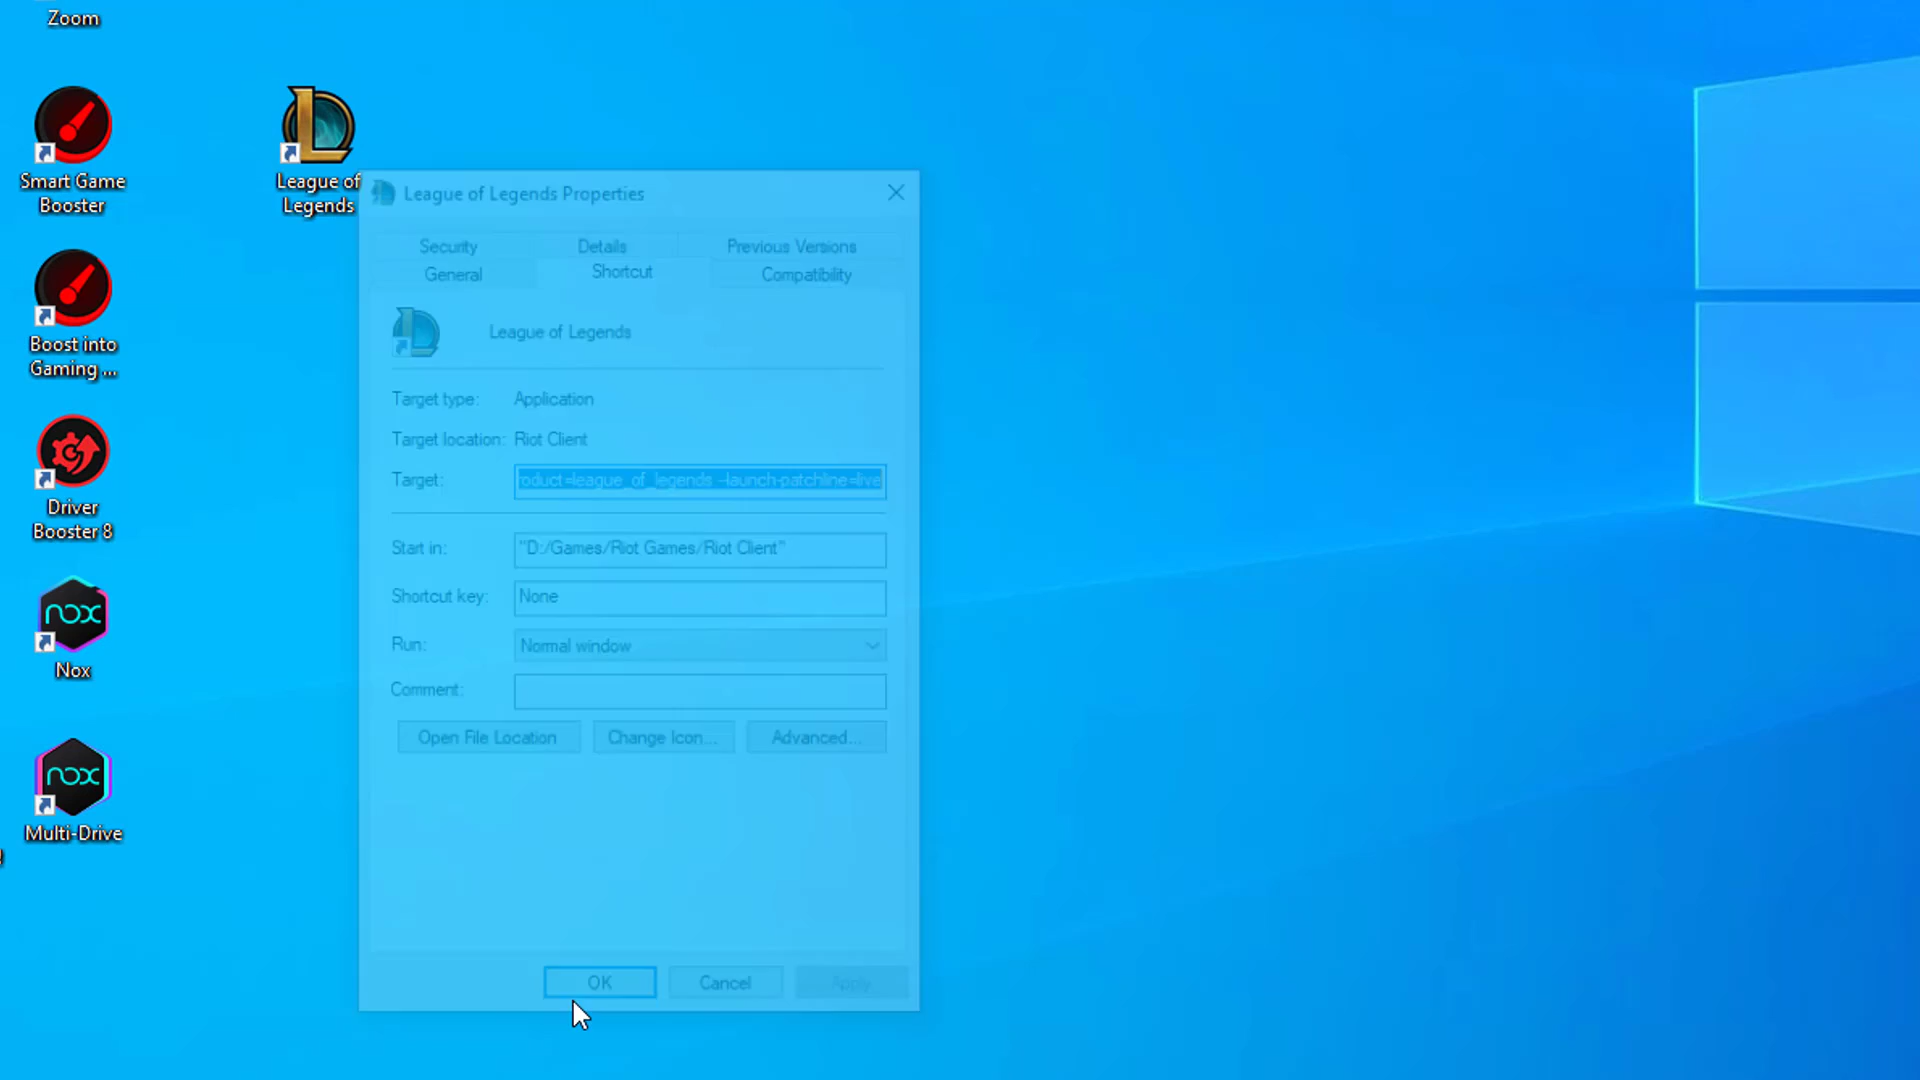 Zoom
Smart Game
Booster
League of
Legends
Boost into
Gaming ...
Driver
Booster 8
nox
Nox
nox
Multi-Drive
League of Legends Properties
Security
Details
Previous Versions
General
Shortcut
Compatibility
League of Legends
Target type:
Application
Target location:
Riot Client
Target:
roduct=league_of_legends --launch-patchline=live
Start in:
"D:/Games/Riot Games/Riot Client"
Shortcut key:
None
Run:
Normal window
Comment:
Open File Location
Change Icon...
Advanced...
OK
Cancel
Apply